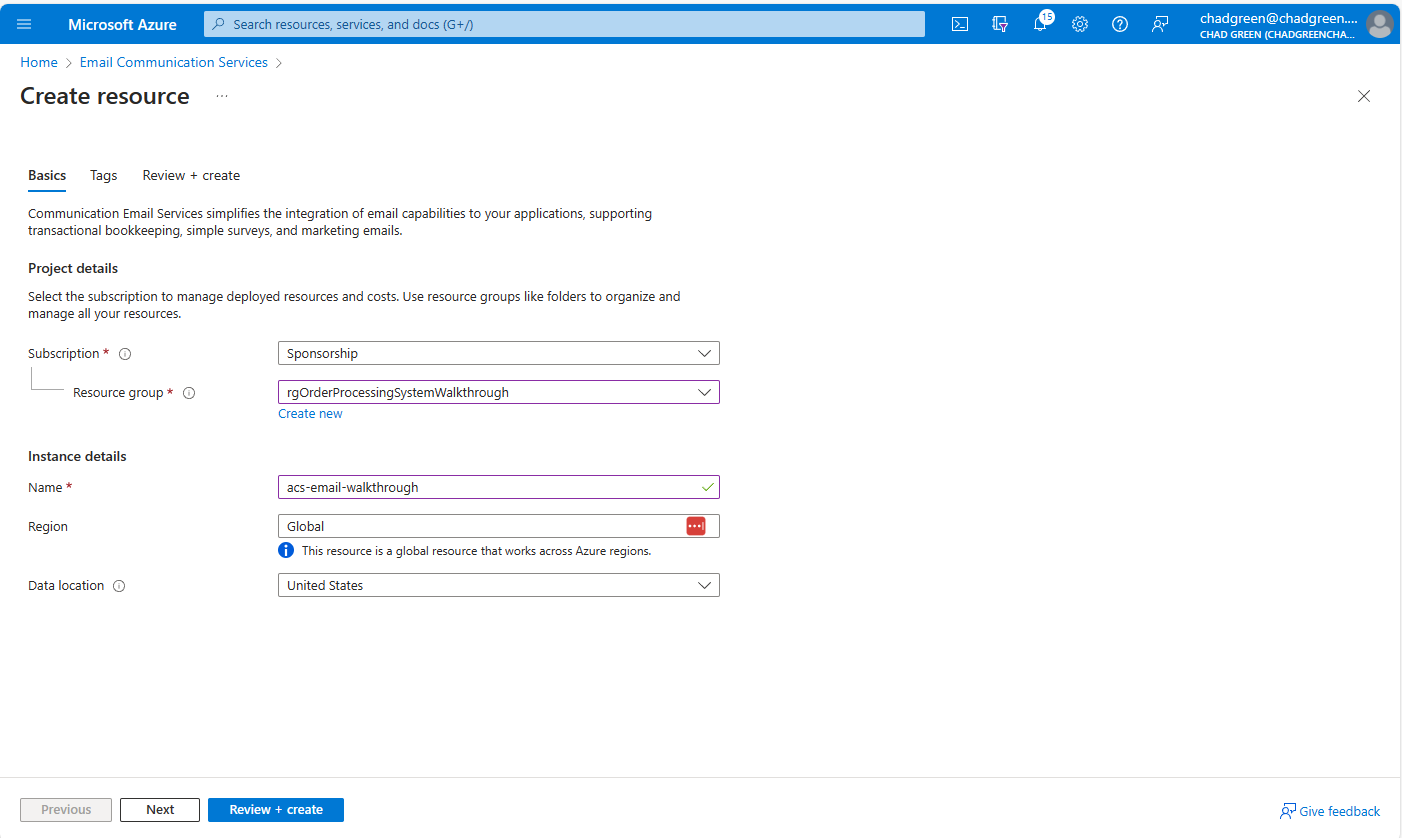 Microsoft Azure
Search resources, services, and docs (G+/)
15
chadgreen@chadgreen....
CHAD GREEN (CHADGREENCHA...
Home > Email Communication Services >
Create resource ...
Basics Tags Review + create
Communication Email Services simplifies the integration of email capabilities to your applications, supporting
transactional bookkeeping, simple surveys, and marketing emails.
Project details
Select the subscription to manage deployed resources and costs. Use resource groups like folders to organize and
manage all your resources.
Subscription * Sponsorship
Resource group * rgOrderProcessingSystemWalkthrough
Create new
Instance details
Name * acs-email-walkthrough
Region Global
This resource is a global resource that works across Azure regions.
Data location United States
Previous Next Review + create Give feedback